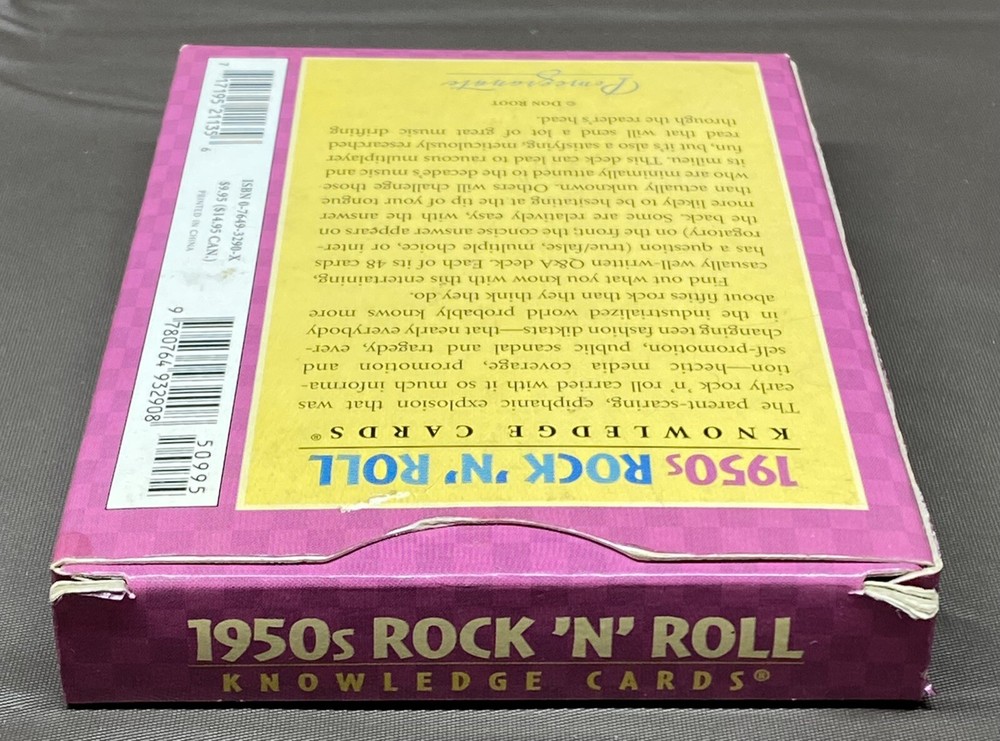 1950s ROCK 'N' ROLL
KNOWLEDGE CARDS®
1950s ROCK 'N' ROLL
KNOWLEDGE CARDS®
The parent-scaring, epiphanic explosion that was
early rock 'n' roll carried with it so much informa-
tion—hectic media coverage, promotion and
self-promotion, public scandal and tragedy, ever-
changing teen fashion diktats—that nearly everybody
in the industrialized world probably knows more
about fifties rock than they think they do.
Find out what you know with this entertaining,
casually well-written Q&A deck. Each of its 48 cards
has a question (true/false, multiple choice, or inter-
rogatory) on the front; the concise answer appears on
the back. Some are relatively easy, with the answer
more likely to be hesitating at the tip of your tongue
than actually unknown. Others will challenge those
who are minimally attuned to the decade's music and
its milieu. This deck can lead to raucous multiplayer
fun, but it's also a satisfying, meticulously researched
read that will send a lot of great music drifting
through the reader's head.
© DON ROOT
Pomegranate
7 17195 21135 6
ISBN 0-7649-3290-X
$9.95 ($14.95 CAN.)
PRINTED IN CHINA
9 780764 932908
50995